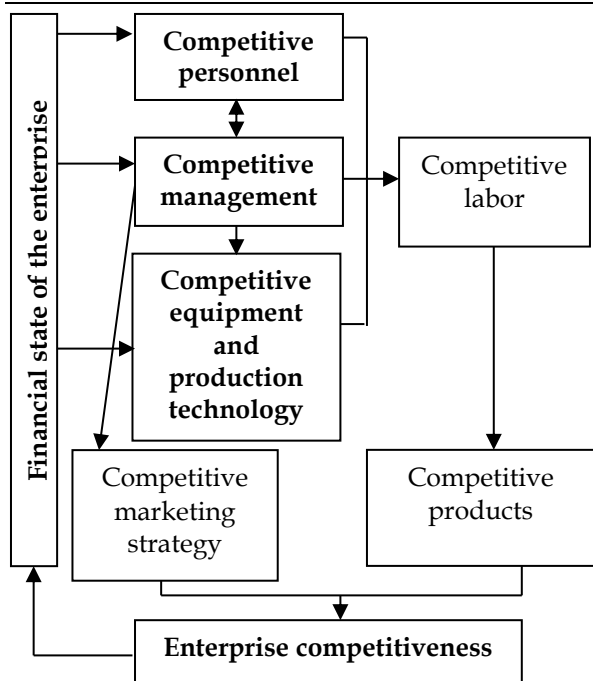 Financial state of the enterprise
Competitive
personnel
Competitive
management
Competitive
labor
Competitive
equipment
and
production
technology
Competitive
marketing
strategy
Competitive
products
Enterprise competitiveness